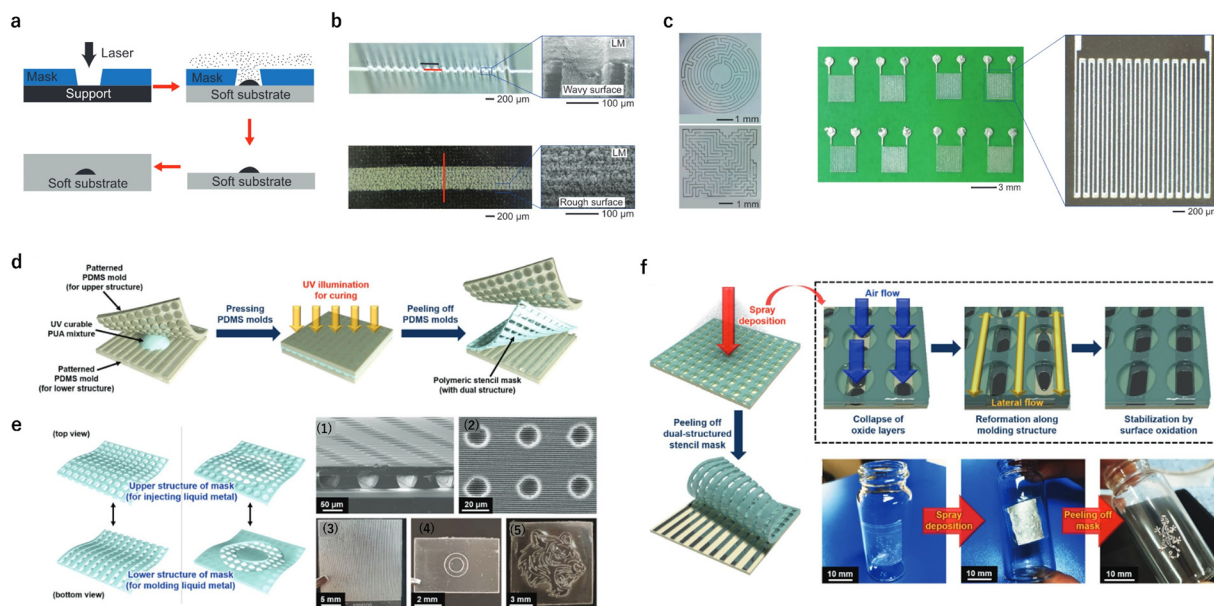 a
Laser
Mask
Support
Mask
Soft substrate
Soft substrate
Soft substrate
b
LM
Wavy surface
200 µm
100 µm
LM
Rough surface
200 µm
100 µm
c
1 mm
1 mm
3 mm
200 µm
d
Patterned
PDMS mold
(for upper structure)
UV curable
PUA mixture
Patterned
PDMS mold
(for lower structure)
Pressing
PDMS molds
UV illumination
for curing
Peeling off
PDMS molds
Polymeric stencil mask
(with dual structure)
e
(top view)
Upper structure of mask
(for injecting liquid metal)
Lower structure of mask
(for molding liquid metal)
(bottom view)
(1)
50 µm
(2)
20 µm
(3)
5 mm
(4)
2 mm
(5)
3 mm
f
Spray
deposition
Peeling off
dual-structured
stencil mask
Air flow
Collapse of
oxide layers
Lateral flow
Reformation along
molding structure
Stabilization by
surface oxidation
Spray
deposition
Peeling off
mask
10 mm
10 mm
10 mm